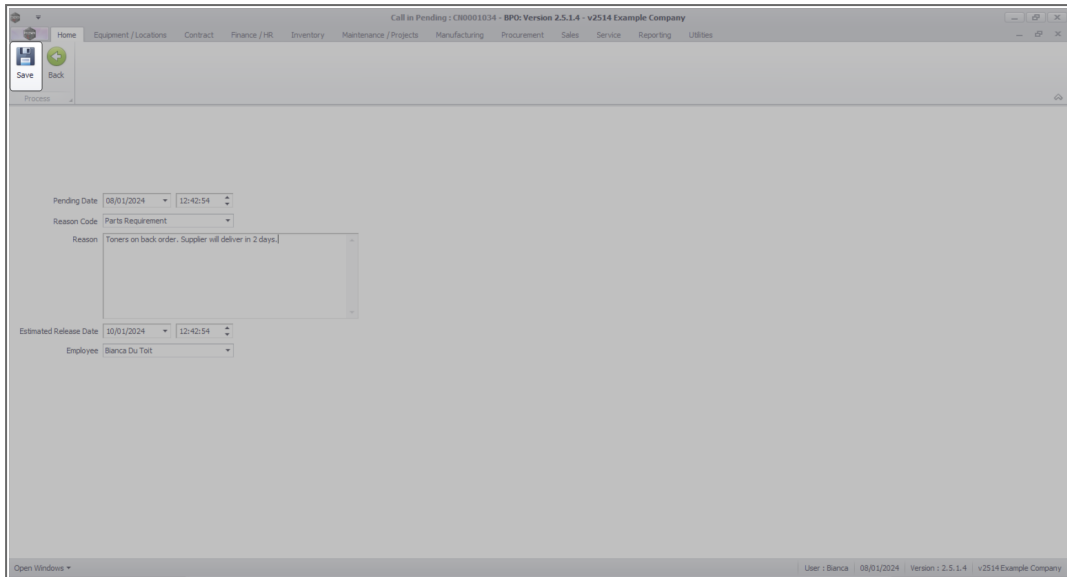 Call in Pending : CN0001034 - BPO: Version 2.5.1.4 - v2514 Example Company
Home Equipment / Locations Contract Finance / HR Inventory Maintenance / Projects Manufacturing Procurement Sales Service Reporting Utilities
Save Back
Process
Pending Date 08/01/2024 12:42:54
Reason Code Parts Requirement
Reason Toners on back order. Supplier will deliver in 2 days.
Estimated Release Date 10/01/2024 12:42:54
Employee Bianca Du Toit
Open Windows User : Bianca 08/01/2024 Version : 2.5.1.4 v2514 Example Company